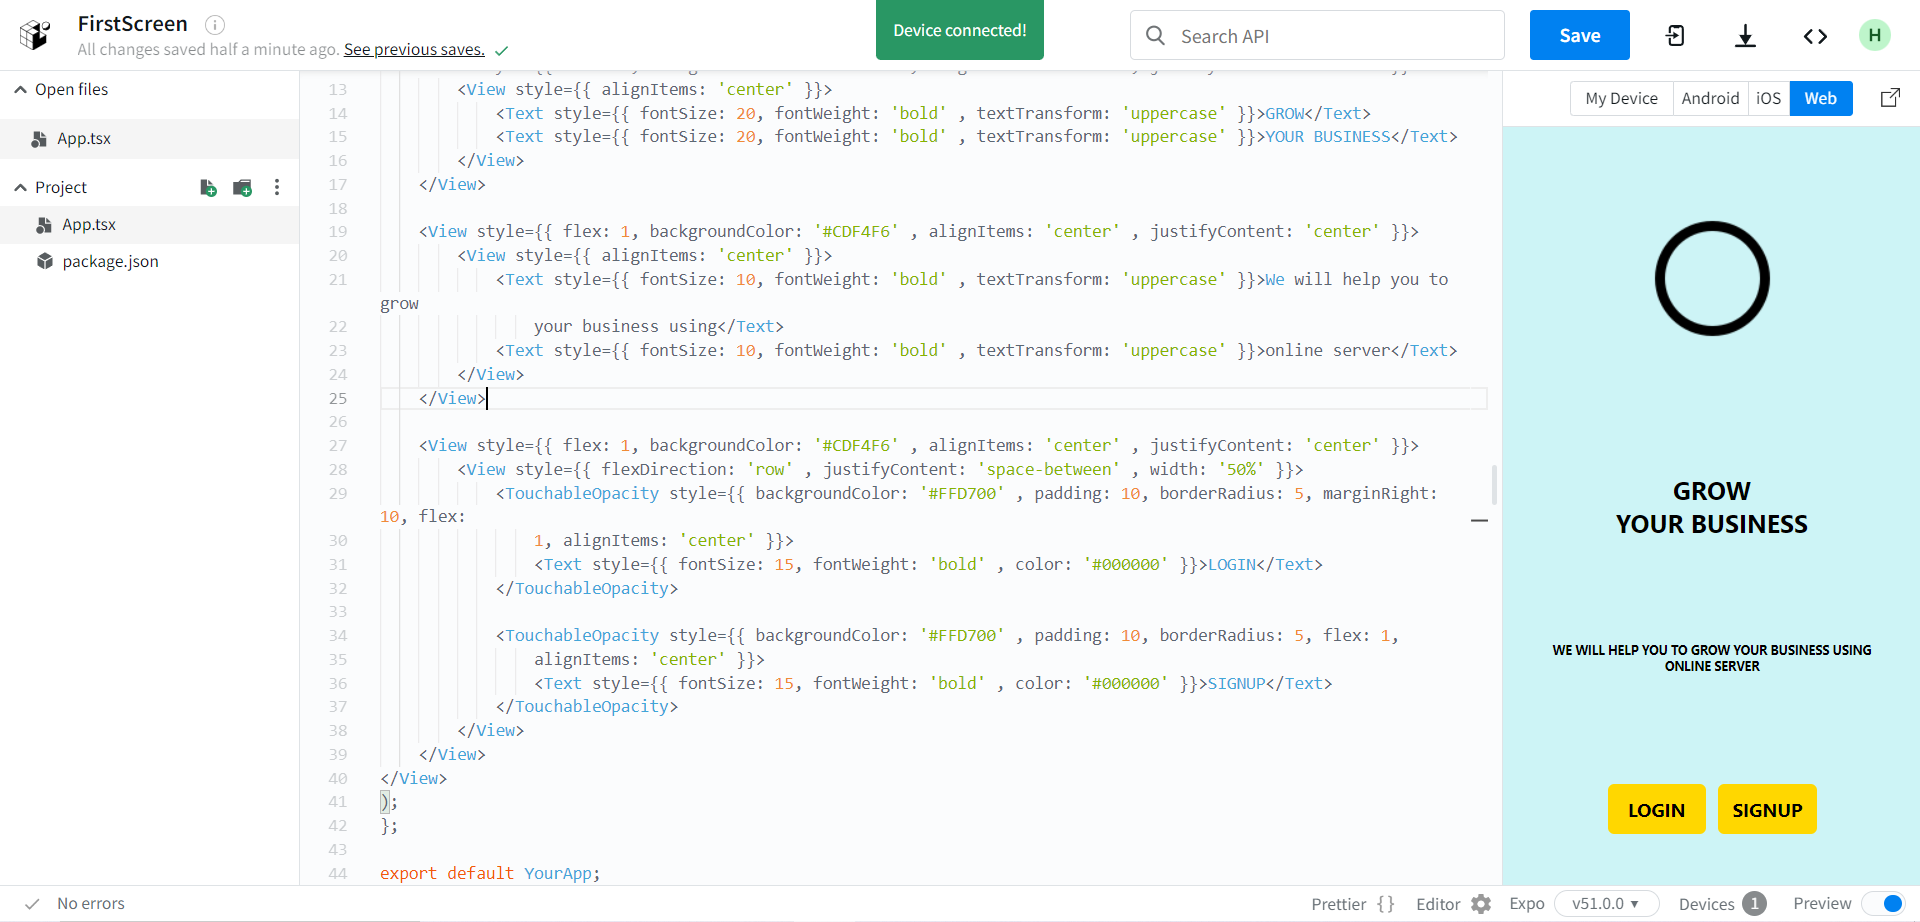 FirstScreen
All changes saved half a minute ago. See previous saves.
Device connected!
Search API
Save
H
Open files
App.tsx
Project
App.tsx
package.json
13 <View style={{ alignItems: 'center' }}>
14 <Text style={{ fontSize: 20, fontWeight: 'bold' , textTransform: 'uppercase' }}>GROW</Text>
15 <Text style={{ fontSize: 20, fontWeight: 'bold' , textTransform: 'uppercase' }}>YOUR BUSINESS</Text>
16 </View>
17 </View>
18
19 <View style={{ flex: 1, backgroundColor: '#CDF4F6' , alignItems: 'center' , justifyContent: 'center' }}>
20 <View style={{ alignItems: 'center' }}>
21 <Text style={{ fontSize: 10, fontWeight: 'bold' , textTransform: 'uppercase' }}>We will help you to
grow
22 your business using</Text>
23 <Text style={{ fontSize: 10, fontWeight: 'bold' , textTransform: 'uppercase' }}>online server</Text>
24 </View>
25 </View>
26
27 <View style={{ flex: 1, backgroundColor: '#CDF4F6' , alignItems: 'center' , justifyContent: 'center' }}>
28 <View style={{ flexDirection: 'row' , justifyContent: 'space-between' , width: '50%' }}>
29 <TouchableOpacity style={{ backgroundColor: '#FFD700' , padding: 10, borderRadius: 5, marginRight:
10, flex:
30 1, alignItems: 'center' }}>
31 <Text style={{ fontSize: 15, fontWeight: 'bold' , color: '#000000' }}>LOGIN</Text>
32 </TouchableOpacity>
33
34 <TouchableOpacity style={{ backgroundColor: '#FFD700' , padding: 10, borderRadius: 5, flex: 1,
35 alignItems: 'center' }}>
36 <Text style={{ fontSize: 15, fontWeight: 'bold' , color: '#000000' }}>SIGNUP</Text>
37 </TouchableOpacity>
38 </View>
39 </View>
40 </View>
41 );
42 };
43
44 export default YourApp;
My Device Android iOS Web
GROW
YOUR BUSINESS
WE WILL HELP YOU TO GROW YOUR BUSINESS USING
ONLINE SERVER
LOGIN SIGNUP
No errors
Prettier {} Editor Expo v51.0.0 Devices 1 Preview